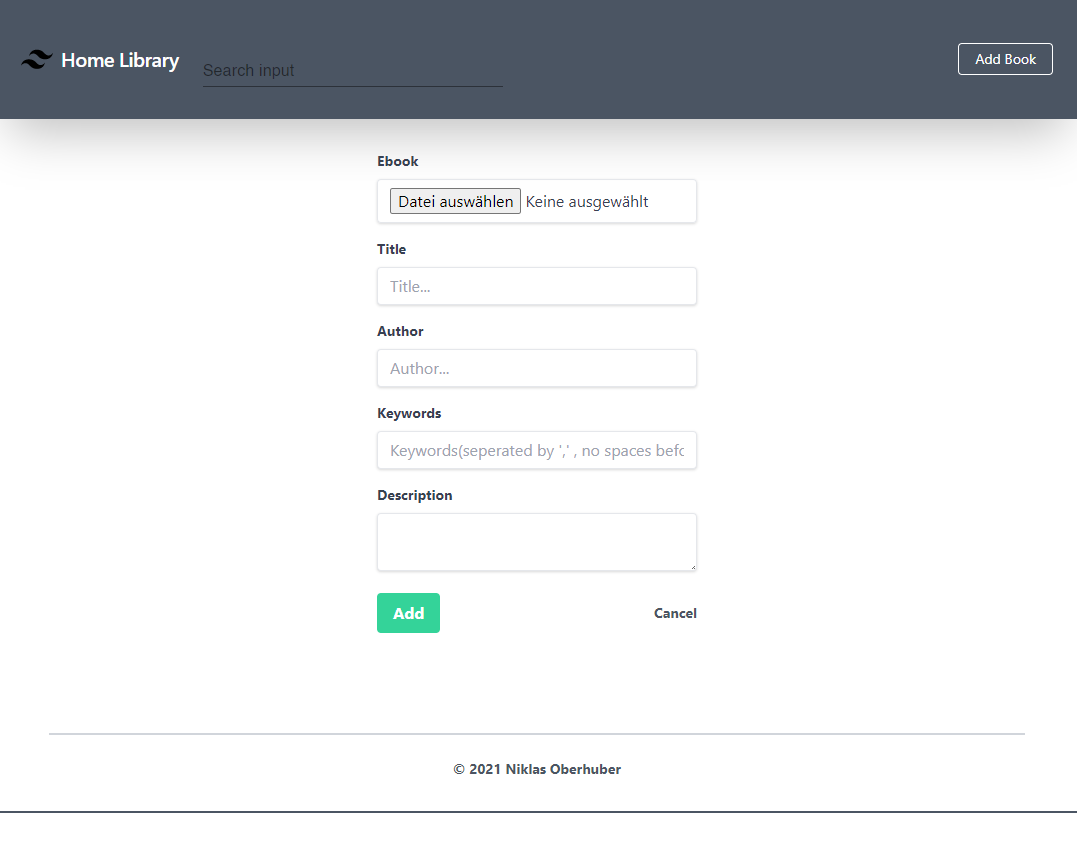 Home Library
Search input
Add Book
Ebook
Datei auswählen Keine ausgewählt
Title
Title...
Author
Author...
Keywords
Keywords(seperated by ',' , no spaces befo
Description
Add
Cancel
© 2021 Niklas Oberhuber